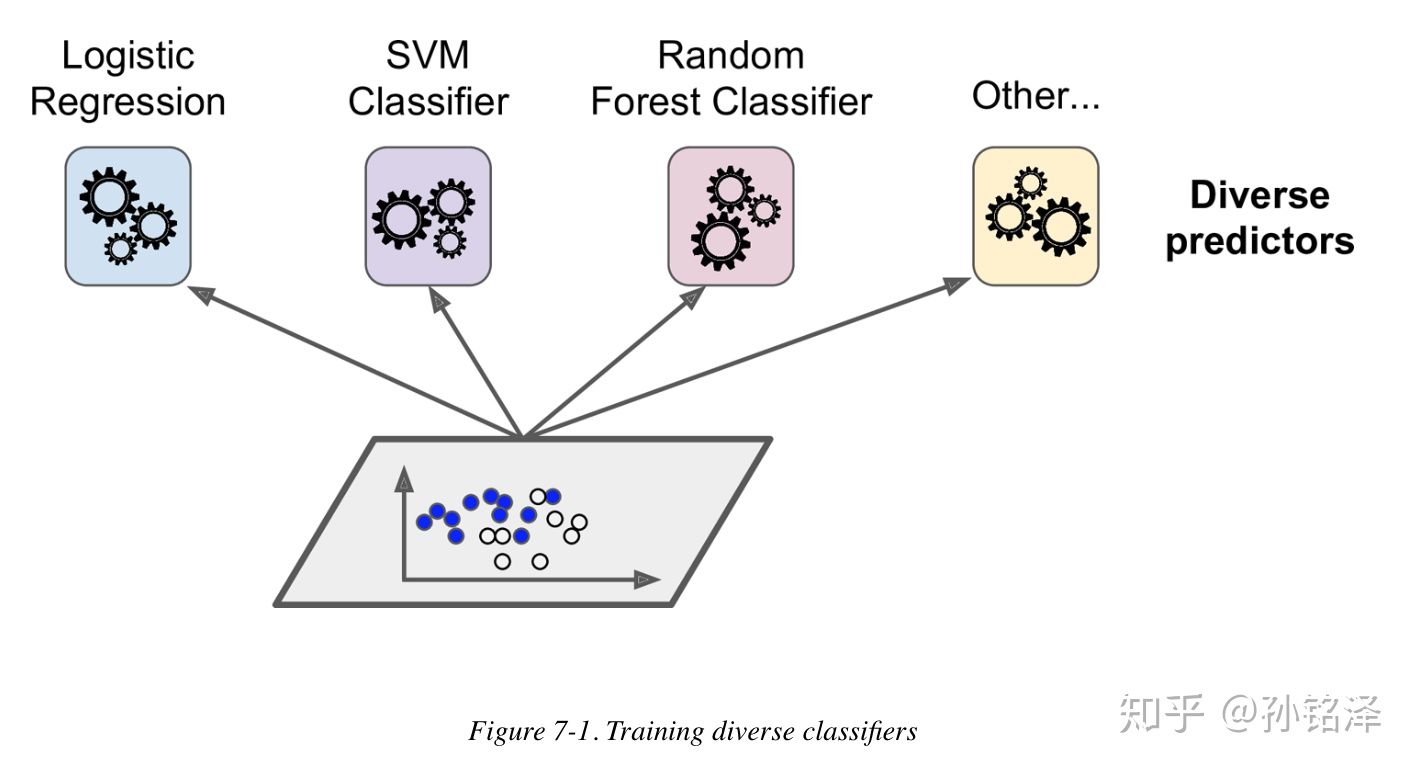 Logistic
Regression
SVM
Classifier
Random
Forest Classifier
Other...
Diverse
predictors
Figure 7-1. Training diverse classifiers
知乎 @孙铭泽